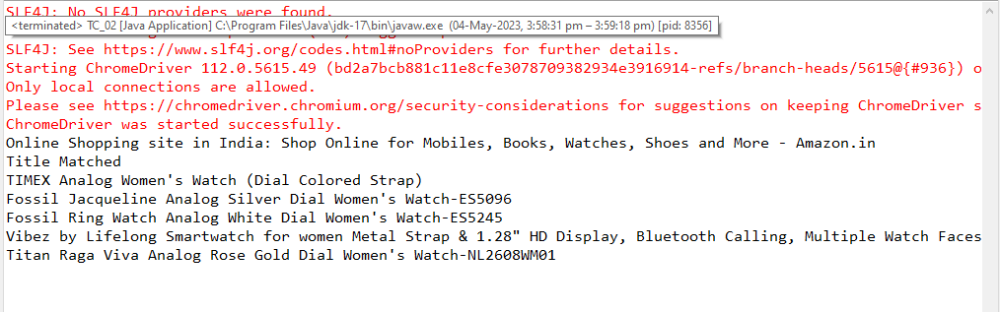 SLF4J: No SLF4J providers were found.
<terminated> TC_02 [Java Application] C:\Program Files\Java\jdk-17\bin\javaw.exe (04-May-2023, 3:58:31 pm – 3:59:18 pm) [pid: 8356]
SLF4J: See https://www.slf4j.org/codes.html#noProviders for further details.
Starting ChromeDriver 112.0.5615.49 (bd2a7bcb881c11e8cfe3078709382934e3916914-refs/branch-heads/5615@{#936}) o
Only local connections are allowed.
Please see https://chromedriver.chromium.org/security-considerations for suggestions on keeping ChromeDriver s
ChromeDriver was started successfully.
Online Shopping site in India: Shop Online for Mobiles, Books, Watches, Shoes and More - Amazon.in
Title Matched
TIMEX Analog Women's Watch (Dial Colored Strap)
Fossil Jacqueline Analog Silver Dial Women's Watch-ES5096
Fossil Ring Watch Analog White Dial Women's Watch-ES5245
Vibez by Lifelong Smartwatch for women Metal Strap & 1.28" HD Display, Bluetooth Calling, Multiple Watch Faces
Titan Raga Viva Analog Rose Gold Dial Women's Watch-NL2608WM01